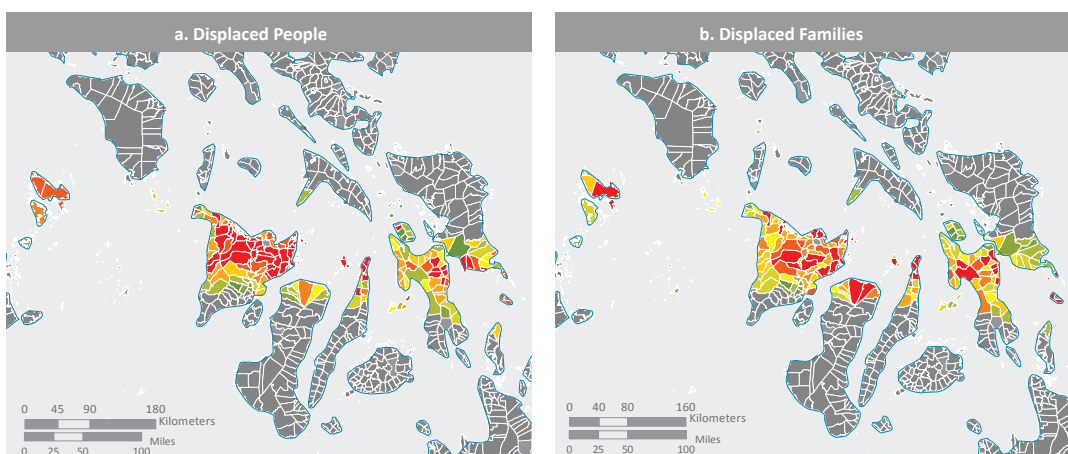 a. Displaced People
b. Displaced Families
0 45 90 180
Kilometers
Miles
0 25 50 100
0 40 80 160
Kilometers
Miles
0 25 50 100